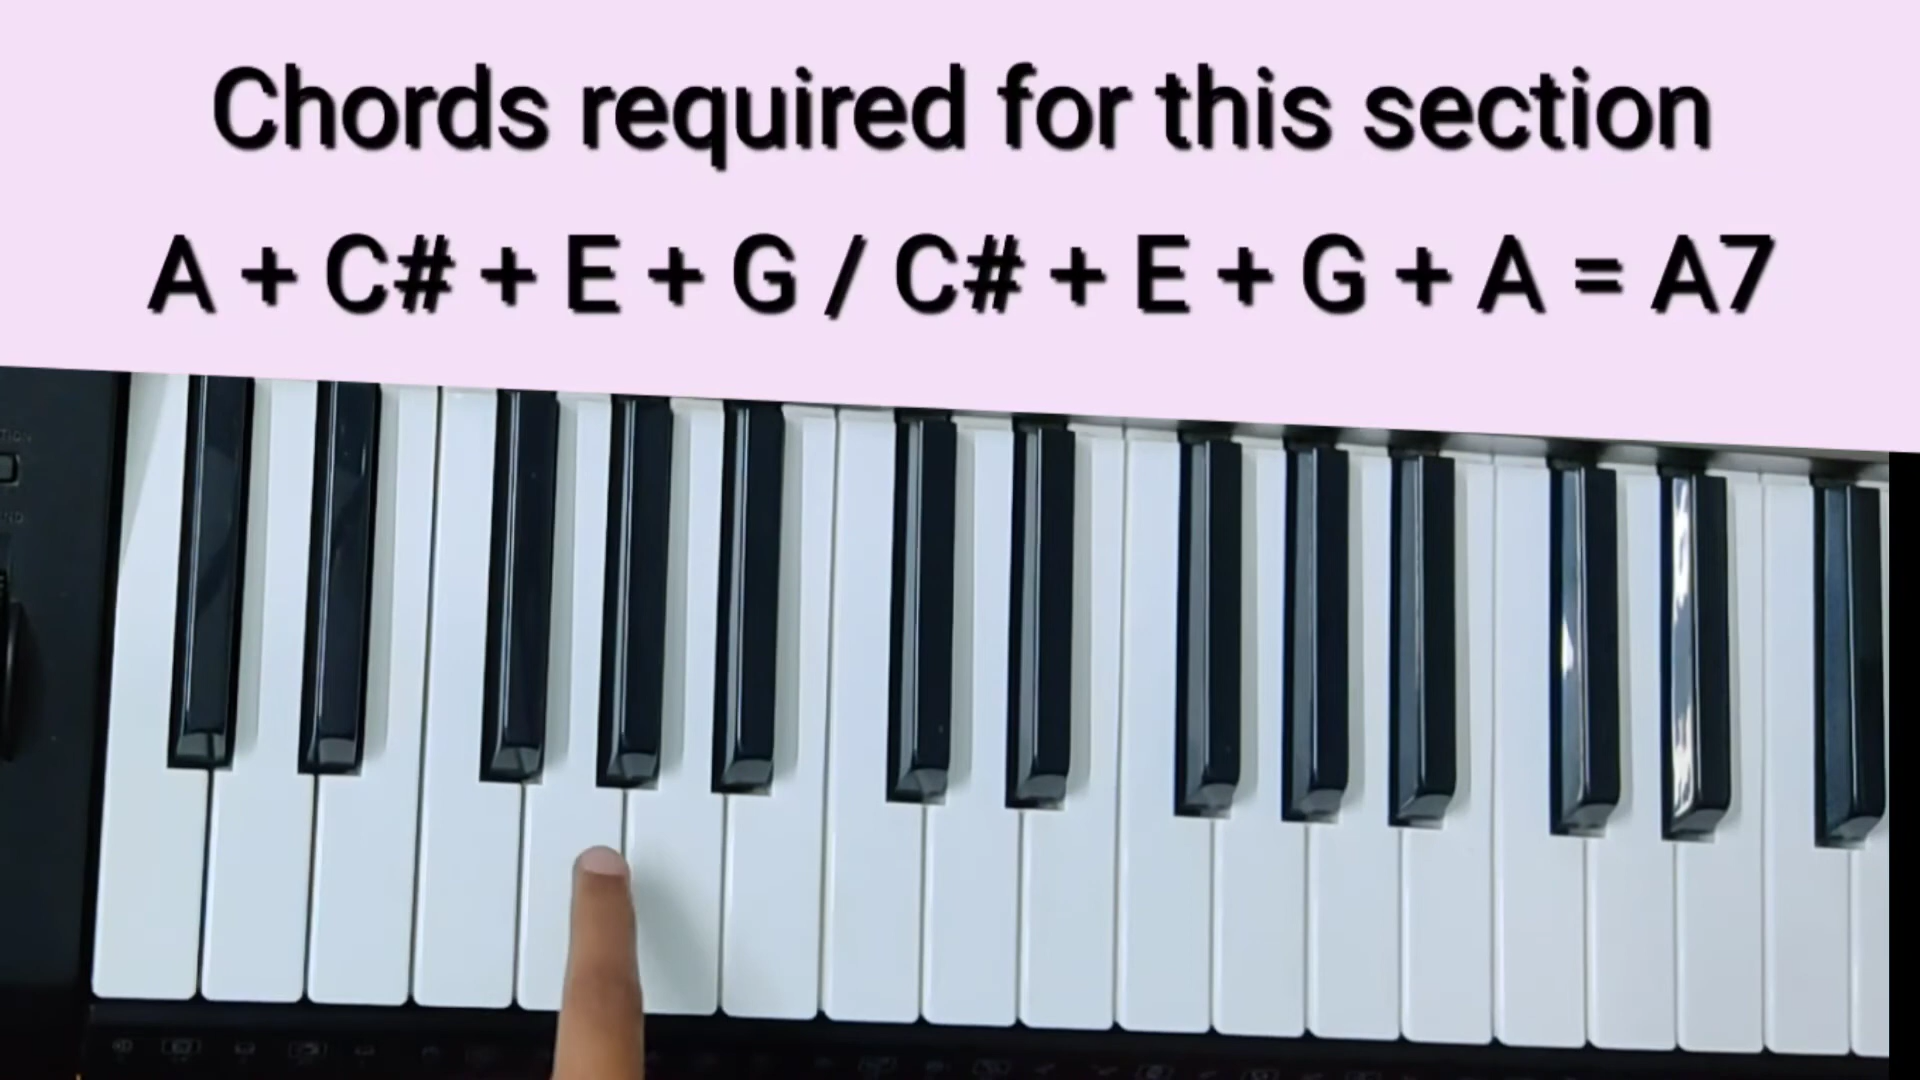 Chords required for this section
A + C# + E + G / C# + E + G + A = A7